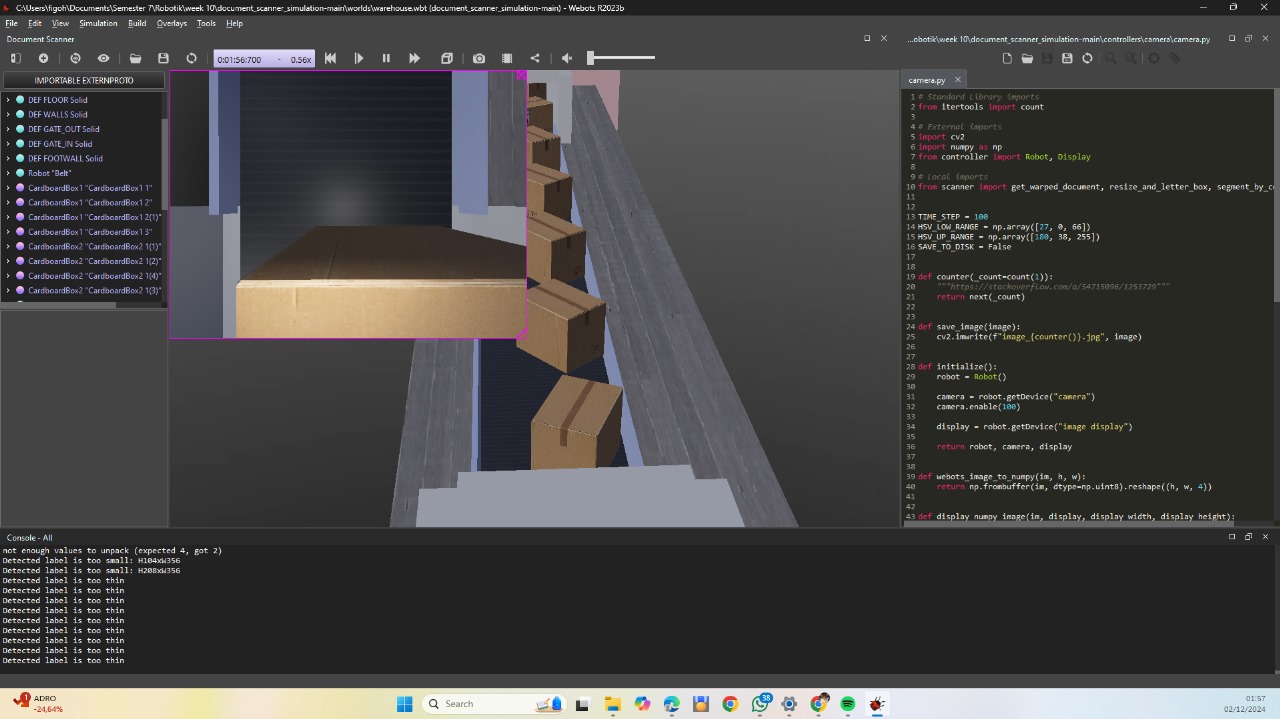 C:\Users\figoh\Documents\Semester 7\Robotik\week 10\document_scanner_simulation-main\worlds\warehouse.wbt (document_scanner_simulation-main) - Webots R2023b
File Edit View Simulation Build Overlays Tools Help
Document Scanner
...obotik\week 10\document_scanner_simulation-main\controllers\camera\camera.py
0:01:56:700 - 0.56x
IMPORTABLE EXTERNPROTO
DEF FLOOR Solid
DEF WALLS Solid
DEF GATE_OUT Solid
DEF GATE_IN Solid
DEF FOOTWALL Solid
Robot "Belt"
CardboardBox1 "CardboardBox1 1"
CardboardBox1 "CardboardBox1 2"
CardboardBox1 "CardboardBox1 2(1)"
CardboardBox1 "CardboardBox1 3"
CardboardBox2 "CardboardBox2 1(1)"
CardboardBox2 "CardboardBox2 1(2)"
CardboardBox2 "CardboardBox2 1(4)"
CardboardBox2 "CardboardBox2 1(3)"
camera.py
1 # Standard Library imports
2 from itertools import count
3
4 # External imports
5 import cv2
6 import numpy as np
7 from controller import Robot, Display
8
9 # Local imports
10 from scanner import get_warped_document, resize_and_letter_box, segment_by_c
11
12
13 TIME_STEP = 100
14 HSV_LOW_RANGE = np.array([27, 0, 66])
15 HSV_UP_RANGE = np.array([180, 38, 255])
16 SAVE_TO_DISK = False
17
18
19 def counter(_count=count(1)):
20 """https://stackoverflow.com/a/54715096/1253729"""
21 return next(_count)
22
23
24 def save_image(image):
25 cv2.imwrite(f"image_{counter()}.jpg", image)
26
27
28 def initialize():
29 robot = Robot()
30
31 camera = robot.getDevice("camera")
32 camera.enable(100)
33
34 display = robot.getDevice("image display")
35
36 return robot, camera, display
37
38
39 def webots_image_to_numpy(im, h, w):
40 return np.frombuffer(im, dtype=np.uint8).reshape((h, w, 4))
41
42
43 def display_numpy_image(im, display, display_width, display_height):
Console - All
not enough values to unpack (expected 4, got 2)
Detected label is too small: H104xW356
Detected label is too small: H208xW356
Detected label is too thin
Detected label is too thin
Detected label is too thin
Detected label is too thin
Detected label is too thin
Detected label is too thin
Detected label is too thin
Detected label is too thin
Detected label is too thin
1
ADRO
-24,64%
Search
38
01:57
02/12/2024